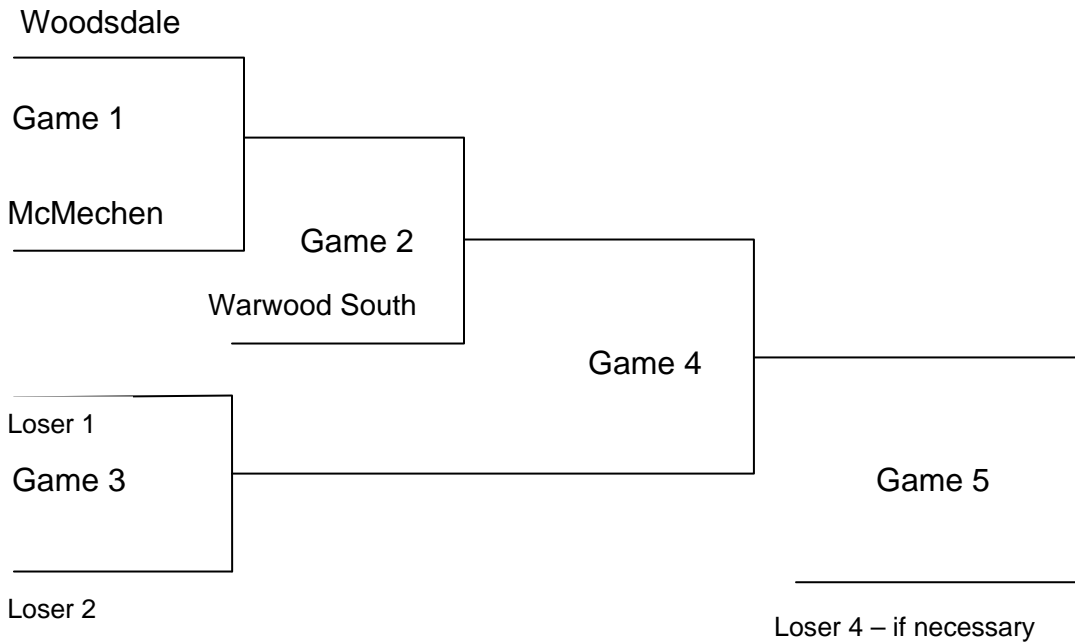 Woodsdale
Game 1
McMechen
Game 2
Warwood South
Game 4
Loser 1
Game 3
Game 5
Loser 2
Loser 4 – if necessary